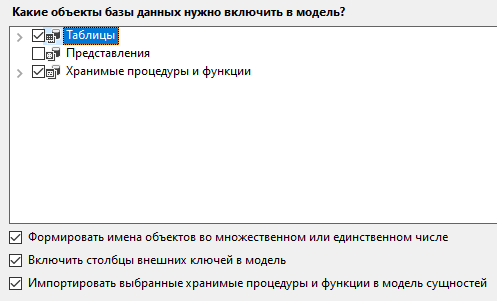 Какие объекты базы данных нужно включить в модель?
Таблицы
Представления
Хранимые процедуры и функции
Формировать имена объектов во множественном или единственном числе
Включить столбцы внешних ключей в модель
Импортировать выбранные хранимые процедуры и функции в модель сущностей